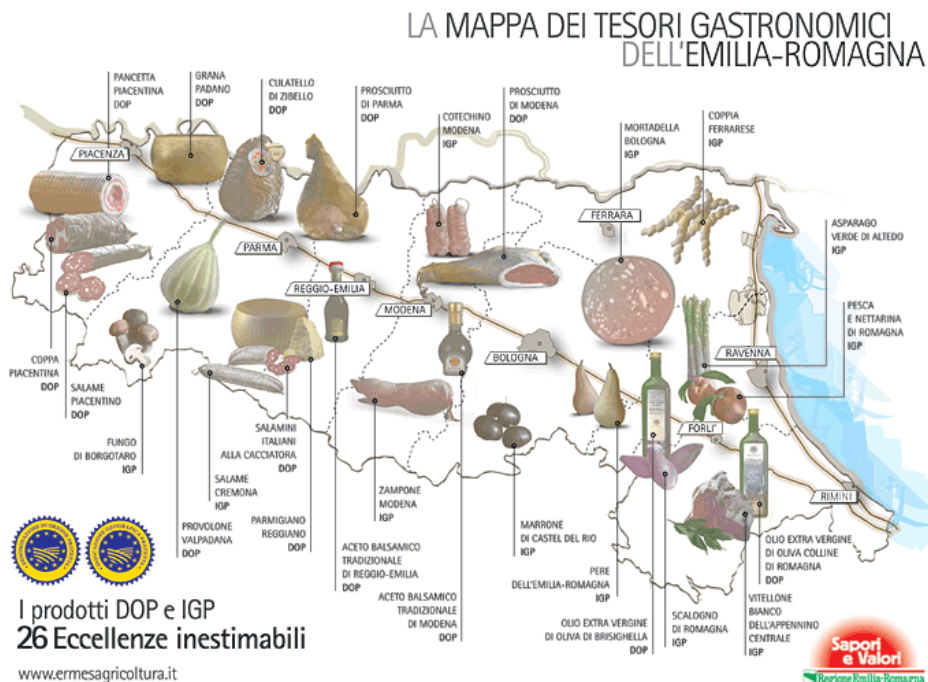 LA MAPPA DEI TESORI GASTRONOMICI
DELL'EMILIA-ROMAGNA
PANCETTA
PIACENTINA
DOP
GRANA
PADANO
DOP
CULATELLO
DI ZIBELLO
DOP
PROSCIUTTO
DI PARMA
DOP
COTECHINO
MODENA
IGP
PROSCIUTTO
DI MODENA
DOP
MORTADELLA
BOLOGNA
IGP
COPPIA
FERRARESE
IGP
ASPARAGO
VERDE DI ALTEDO
IGP
PESCA
E NETTARINA
DI ROMAGNA
IGP
PIACENZA
PARMA
REGGIO-EMILIA
MODENA
BOLOGNA
FERRARA
RAVENNA
FORLI'
RIMINI
COPPA
PIACENTINA
DOP
SALAME
PIACENTINO
DOP
FUNGO
DI BORGOTARO
IGP
PROVOLONE
VALPADANA
DOP
SALAME
CREMONA
IGP
SALAMINI
ITALIANI
ALLA CACCIATORA
DOP
PARMIGIANO
REGGIANO
DOP
ACETO BALSAMICO
TRADIZIONALE
DI REGGIO-EMILIA
DOP
ZAMPONE
MODENA
IGP
ACETO BALSAMICO
TRADIZIONALE
DI MODENA
DOP
MARRONE
DI CASTEL DEL RIO
IGP
PERE
DELL'EMILIA-ROMAGNA
IGP
OLIO EXTRA VERGINE
DI OLIVA DI BRISIGHELLA
DOP
SCALOGNO
DI ROMAGNA
IGP
VITELLONE
BIANCO
DELL'APPENNINO
CENTRALE
IGP
OLIO EXTRA VERGINE
DI OLIVA COLLINE
DI ROMAGNA
DOP
I prodotti DOP e IGP
26 Eccellenze inestimabili
www.ermesagricoltura.it
Sapori
e Valori
Regione Emilia-Romagna